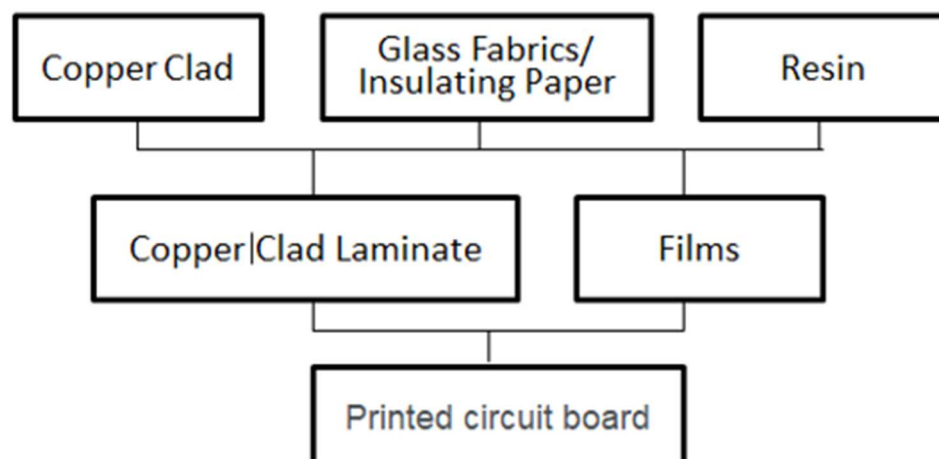 Copper Clad
Glass Fabrics/
Insulating Paper
Resin
Copper Clad Laminate
Films
Printed circuit board